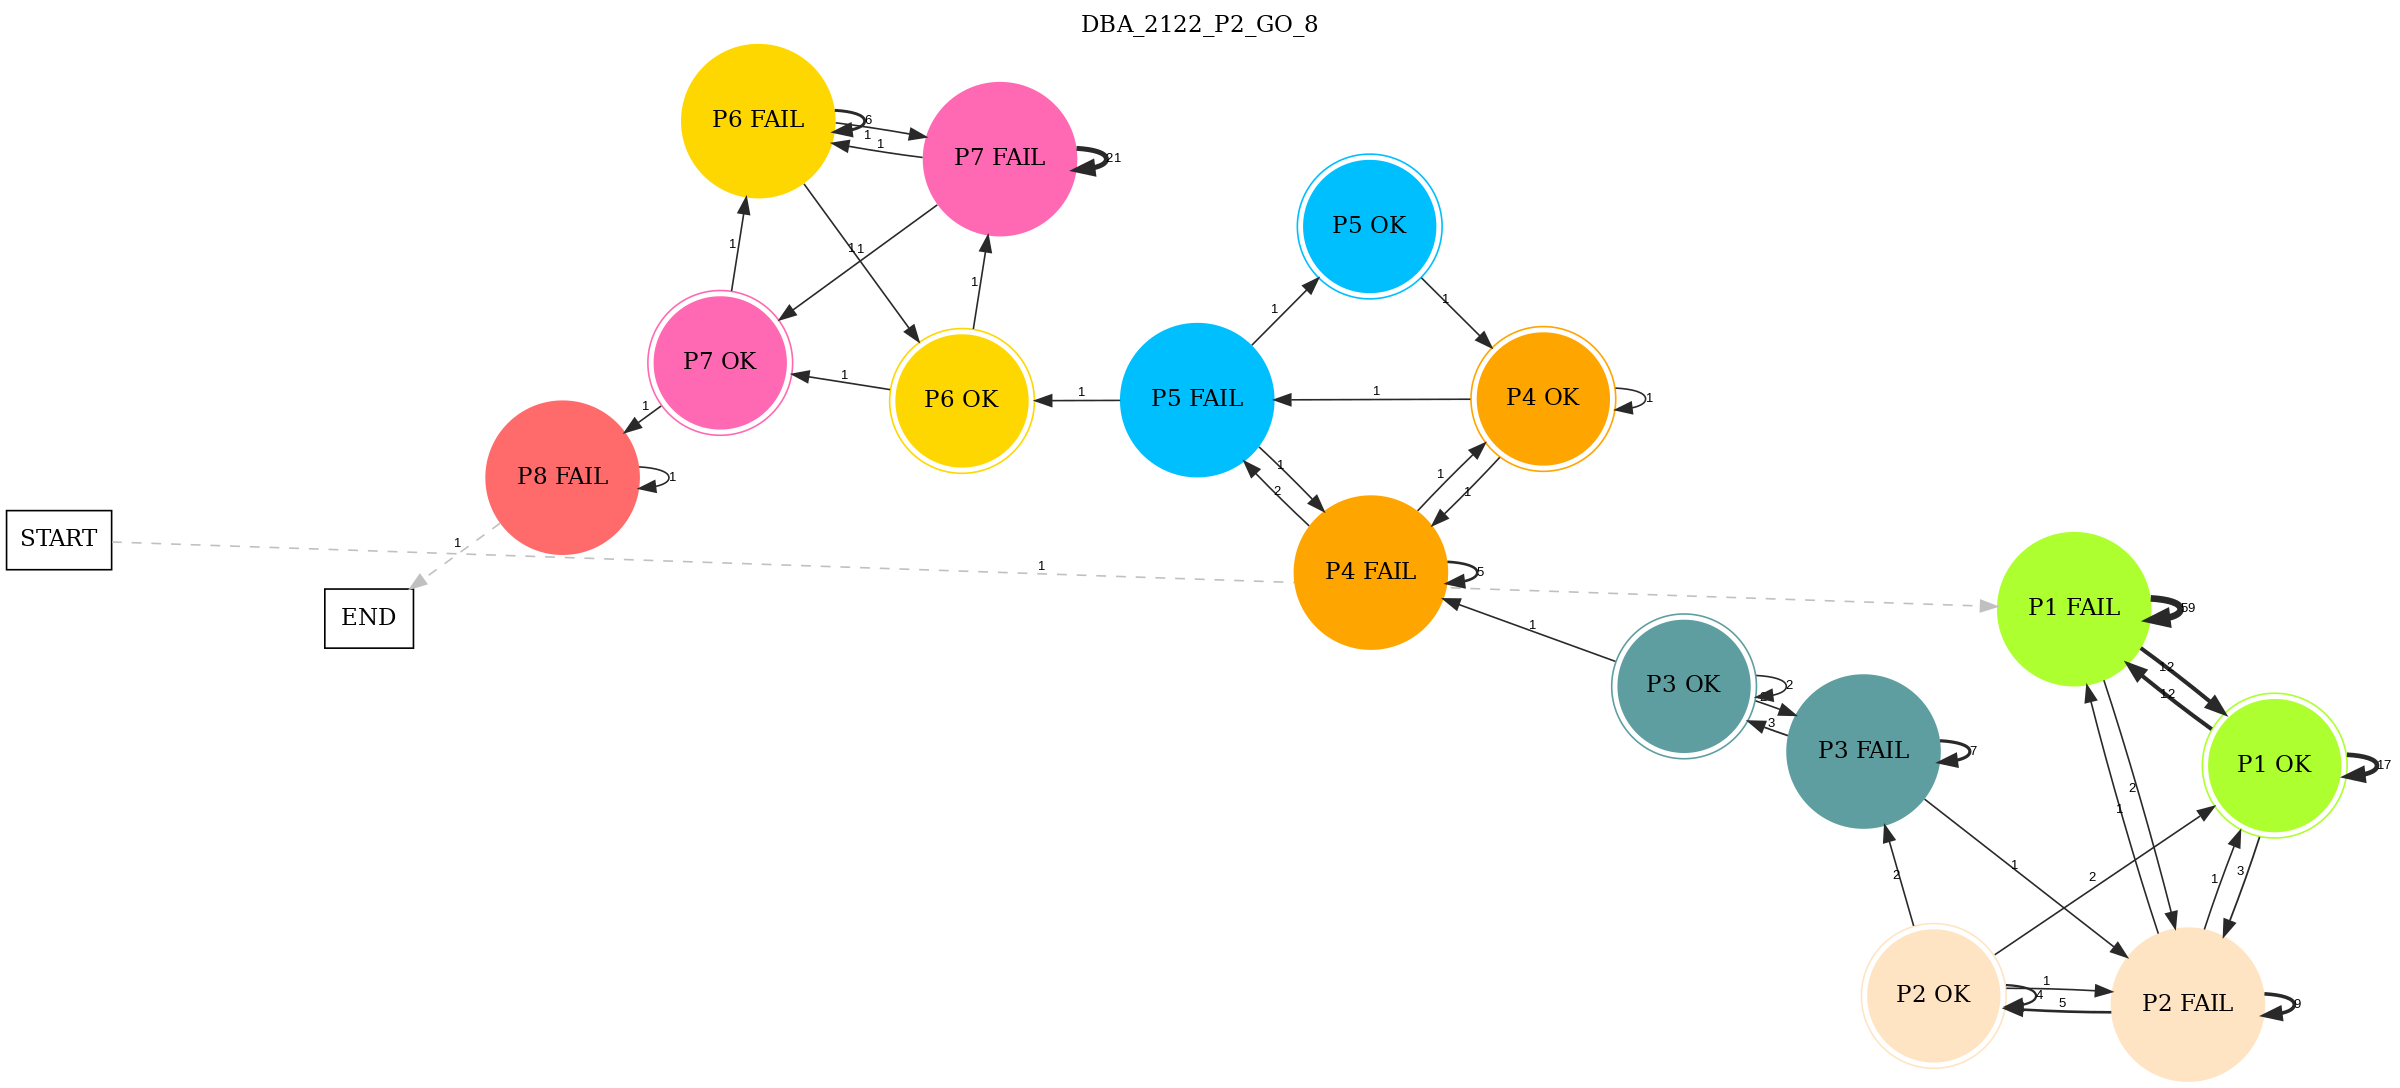 DBA_2122_P2_GO_8
P6 FAIL
6
1
1
P7 FAIL
21
P5 OK
1
1
1
1
1
1
P7 OK
1
P6 OK
1
P5 FAIL
1
P4 OK
1
1
P8 FAIL
1
1
2
1
1
START
1
1
P4 FAIL
5
END
P1 FAIL
59
1
P3 OK
2
3
P3 FAIL
7
12
12
P1 OK
17
2
1
2
1
2
1
3
P2 OK
1
4
5
P2 FAIL
9